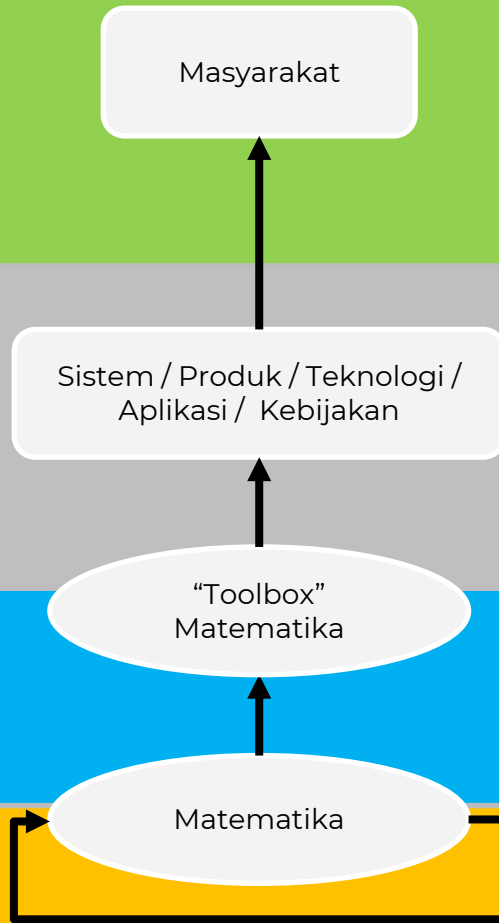 Masyarakat
Sistem / Produk / Teknologi /
Aplikasi / Kebijakan
“Toolbox”
Matematika
Matematika